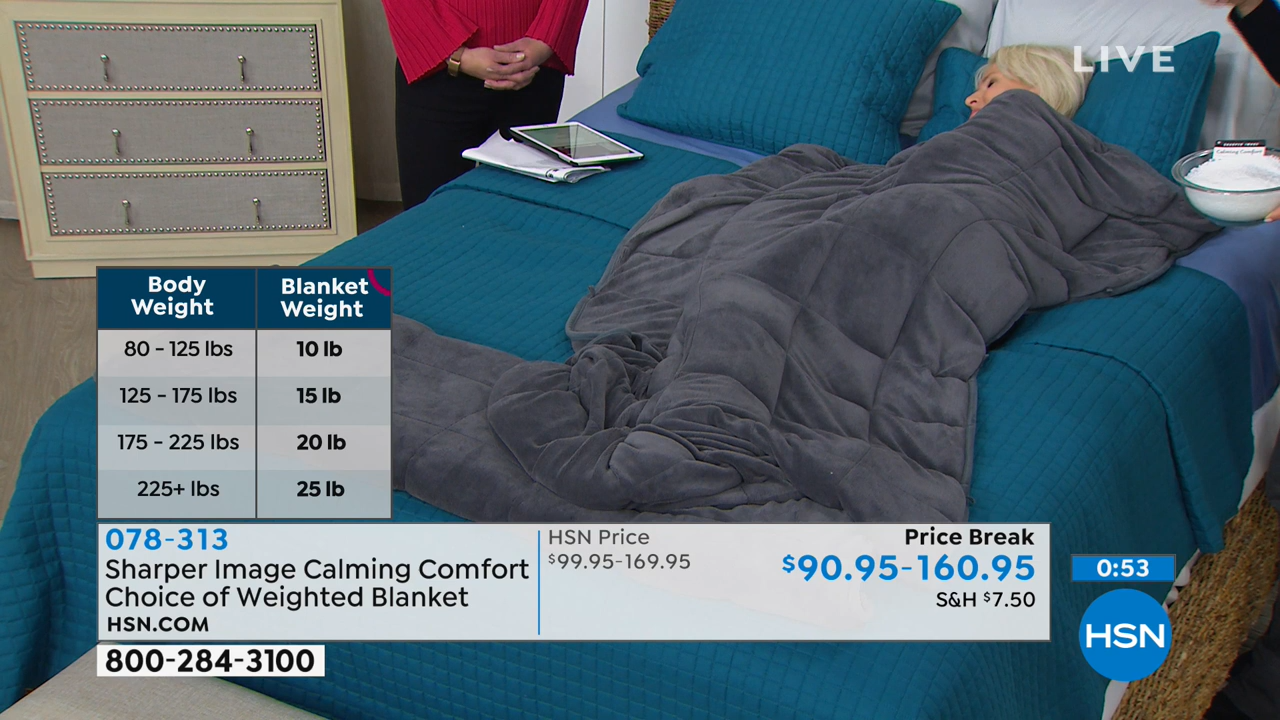 LIVE
Calming Comfort
Body Weight
Blanket Weight
80 - 125 lbs
10 lb
125 - 175 lbs
15 lb
175 - 225 lbs
20 lb
225+ lbs
25 lb
078-313
Sharper Image Calming Comfort
Choice of Weighted Blanket
HSN.COM
HSN Price
$99.95-169.95
Price Break
$90.95-160.95
S&H $7.50
0:53
HSN
800-284-3100